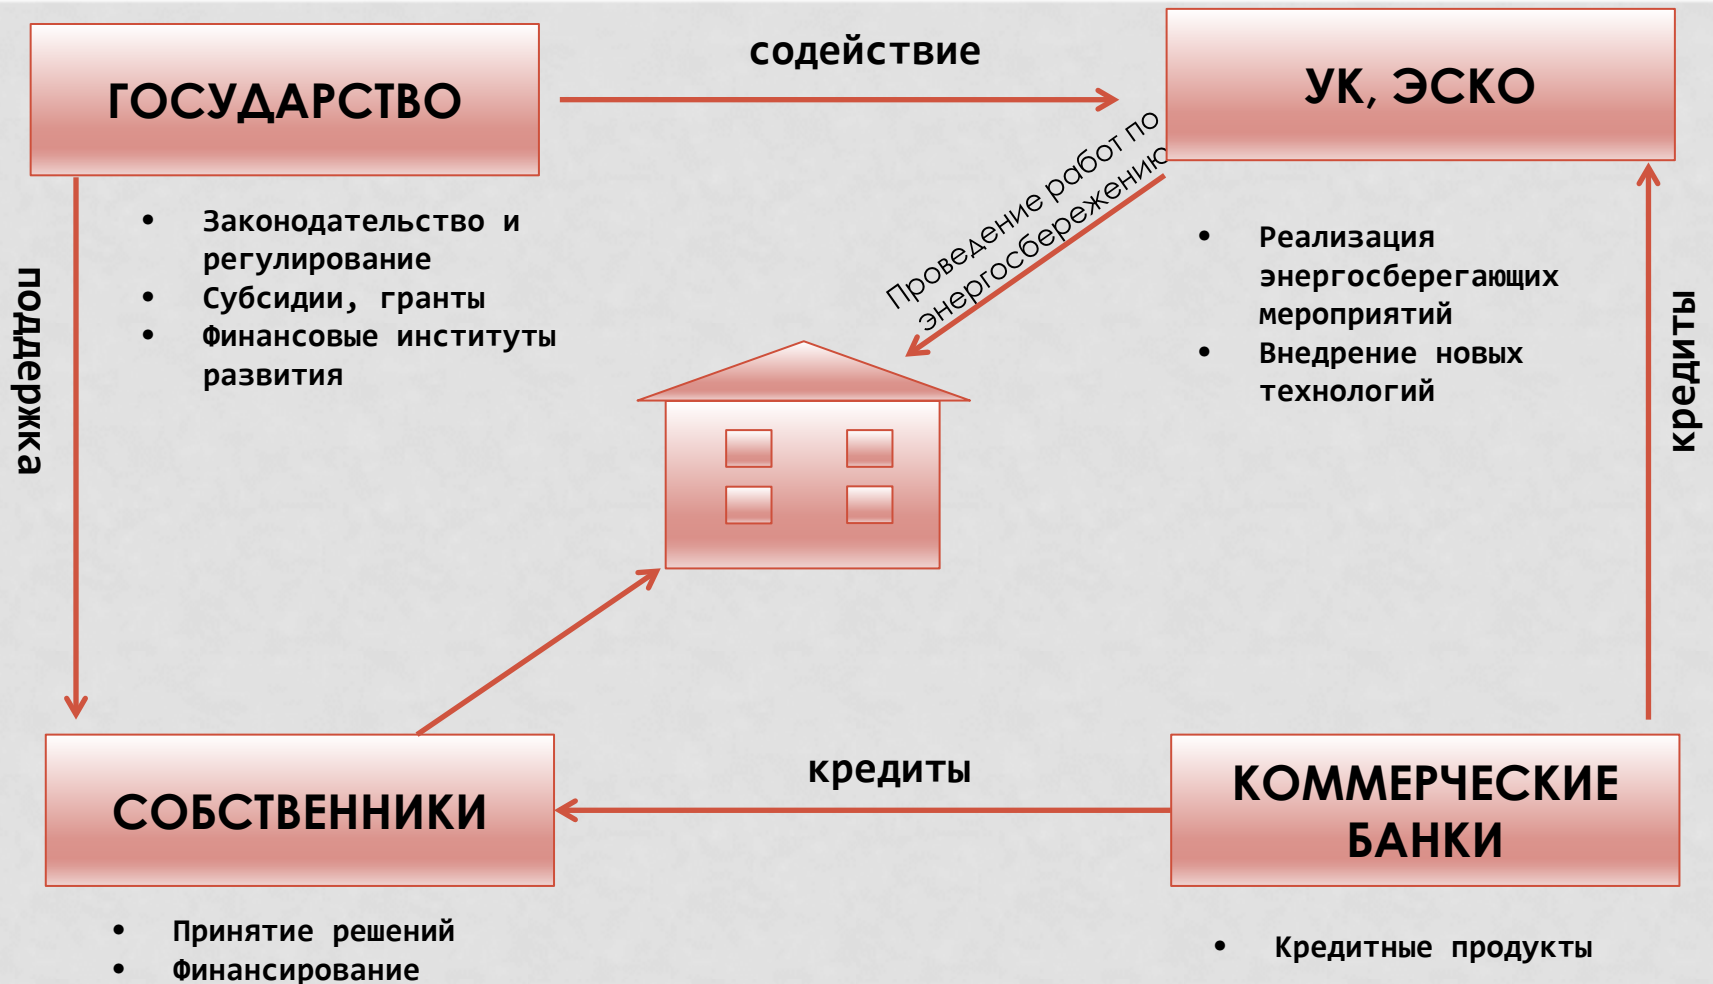 ГОСУДАРСТВО
содействие
УК, ЭСКО
• Законодательство и
регулирование
• Субсидии, гранты
• Финансовые институты
развития
поддержка
Проведение работ по
энергосбережению
• Реализация
энергосберегающих
мероприятий
• Внедрение новых
технологий
кредиты
СОБСТВЕННИКИ
кредиты
КОММЕРЧЕСКИЕ
БАНКИ
• Принятие решений
• Финансирование
• Кредитные продукты